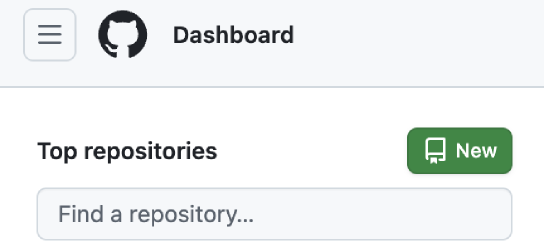 Dashboard
Top repositories
New
Find a repository...